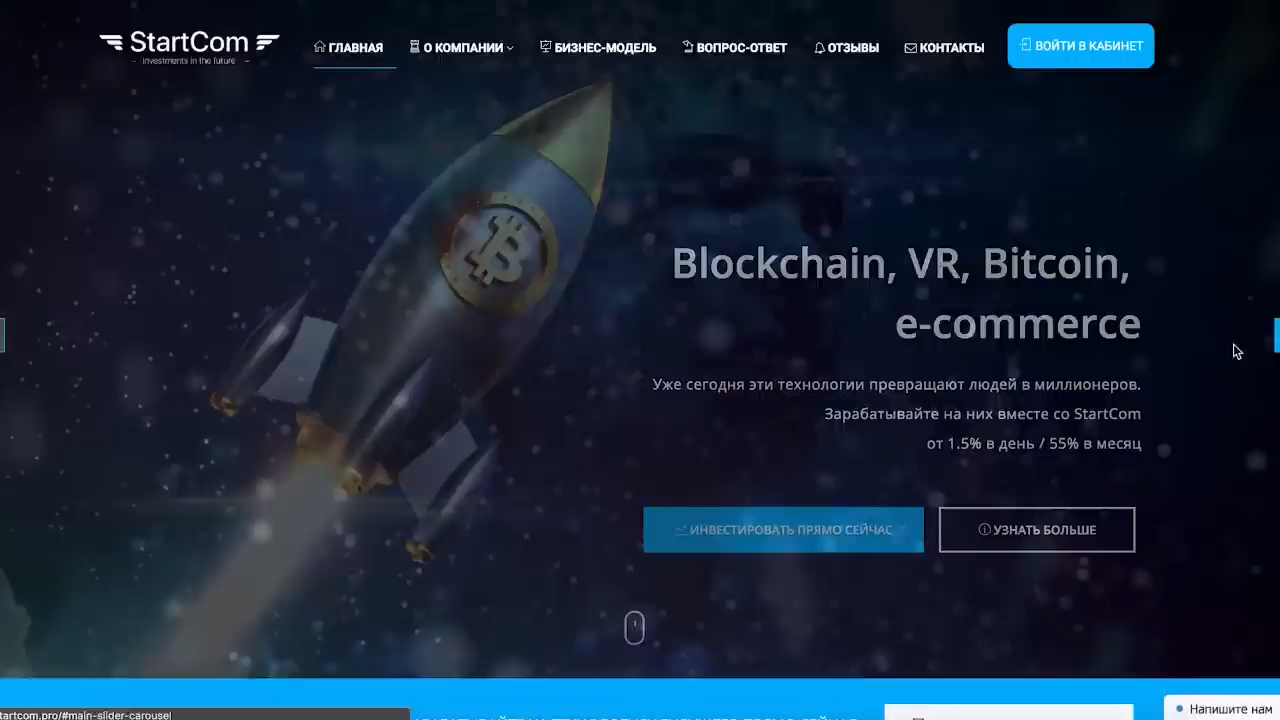 StartCom
investments in the future
ГЛАВНАЯ
О КОМПАНИИ
БИЗНЕС-МОДЕЛЬ
ВОПРОС-ОТВЕТ
ОТЗЫВЫ
КОНТАКТЫ
ВОЙТИ В КАБИНЕТ
Blockchain, VR, Bitcoin,
e-commerce
Уже сегодня эти технологии превращают людей в миллионеров.
Зарабатывайте на них вместе со StartCom
от 1.5% в день / 55% в месяц
ИНВЕСТИРОВАТЬ ПРЯМО СЕЙЧАС
УЗНАТЬ БОЛЬШЕ
tartcom.pro/#main-slider-carousel
Напишите нам